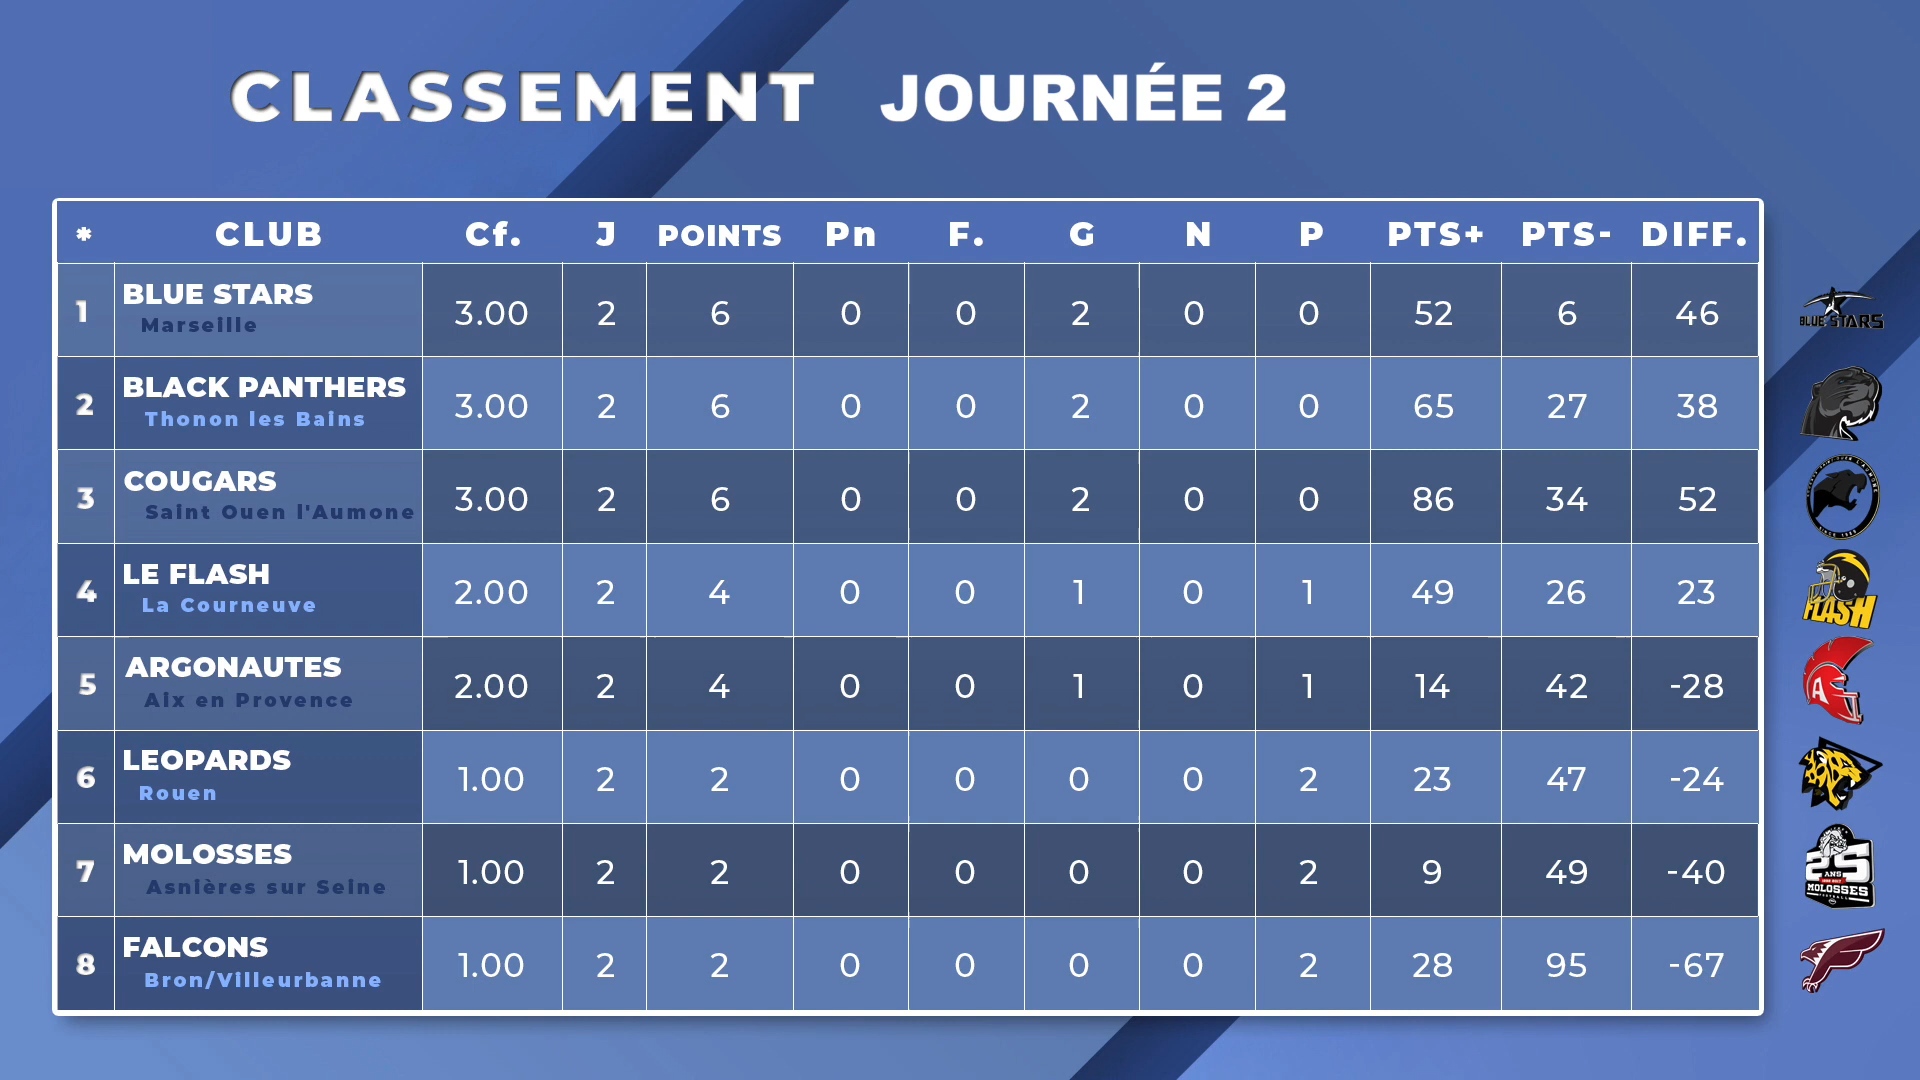 CLASSEMENT JOURNÉE 2
* CLUB Cf. J POINTS Pn F. G N P PTS+ PTS- DIFF.
1 BLUE STARS 3.00 2 6 0 0 2 0 0 52 6 46
Marseille
BLUE STARS
2 BLACK PANTHERS 3.00 2 6 0 0 2 0 0 65 27 38
Thonon les Bains
3 COUGARS 3.00 2 6 0 0 2 0 0 86 34 52
Saint Ouen l'Aumone
4 LE FLASH 2.00 2 4 0 0 1 0 1 49 26 23
La Courneuve
FLASH
5 ARGONAUTES 2.00 2 4 0 0 1 0 1 14 42 -28
Aix en Provence
A
6 LEOPARDS 1.00 2 2 0 0 0 0 2 23 47 -24
Rouen
7 MOLOSSES 1.00 2 2 0 0 0 0 2 9 49 -40
Asnières sur Seine
25
ANS
MOLOSSES
8 FALCONS 1.00 2 2 0 0 0 0 2 28 95 -67
Bron/Villeurbanne